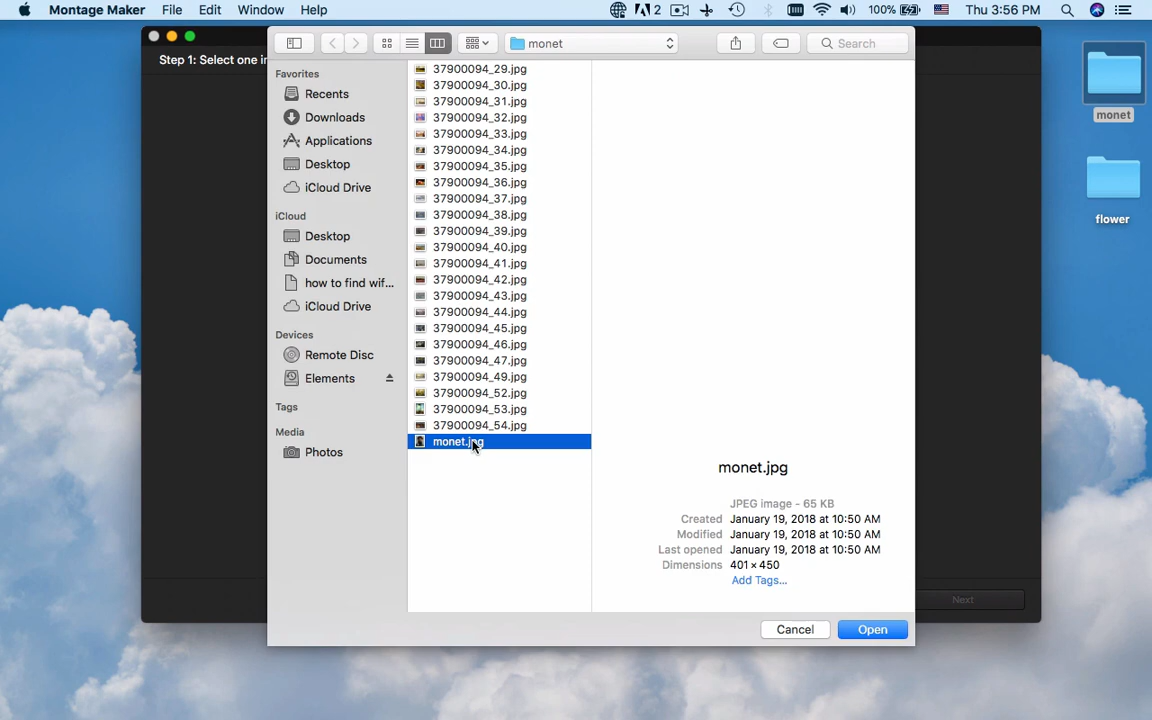 Montage Maker File Edit Window Help 2 100% Thu 3:56 PM
Step 1: Select one in
monet
Search
Favorites
Recents
Downloads
Applications
Desktop
iCloud Drive
iCloud
Desktop
Documents
how to find wif...
iCloud Drive
Devices
Remote Disc
Elements
Tags
Media
Photos
37900094_29.jpg
37900094_30.jpg
37900094_31.jpg
37900094_32.jpg
37900094_33.jpg
37900094_34.jpg
37900094_35.jpg
37900094_36.jpg
37900094_37.jpg
37900094_38.jpg
37900094_39.jpg
37900094_40.jpg
37900094_41.jpg
37900094_42.jpg
37900094_43.jpg
37900094_44.jpg
37900094_45.jpg
37900094_46.jpg
37900094_47.jpg
37900094_49.jpg
37900094_52.jpg
37900094_53.jpg
37900094_54.jpg
monet.jpg
monet.jpg
JPEG image - 65 KB
Created January 19, 2018 at 10:50 AM
Modified January 19, 2018 at 10:50 AM
Last opened January 19, 2018 at 10:50 AM
Dimensions 401 × 450
Add Tags...
Cancel
Open
Next
monet
flower